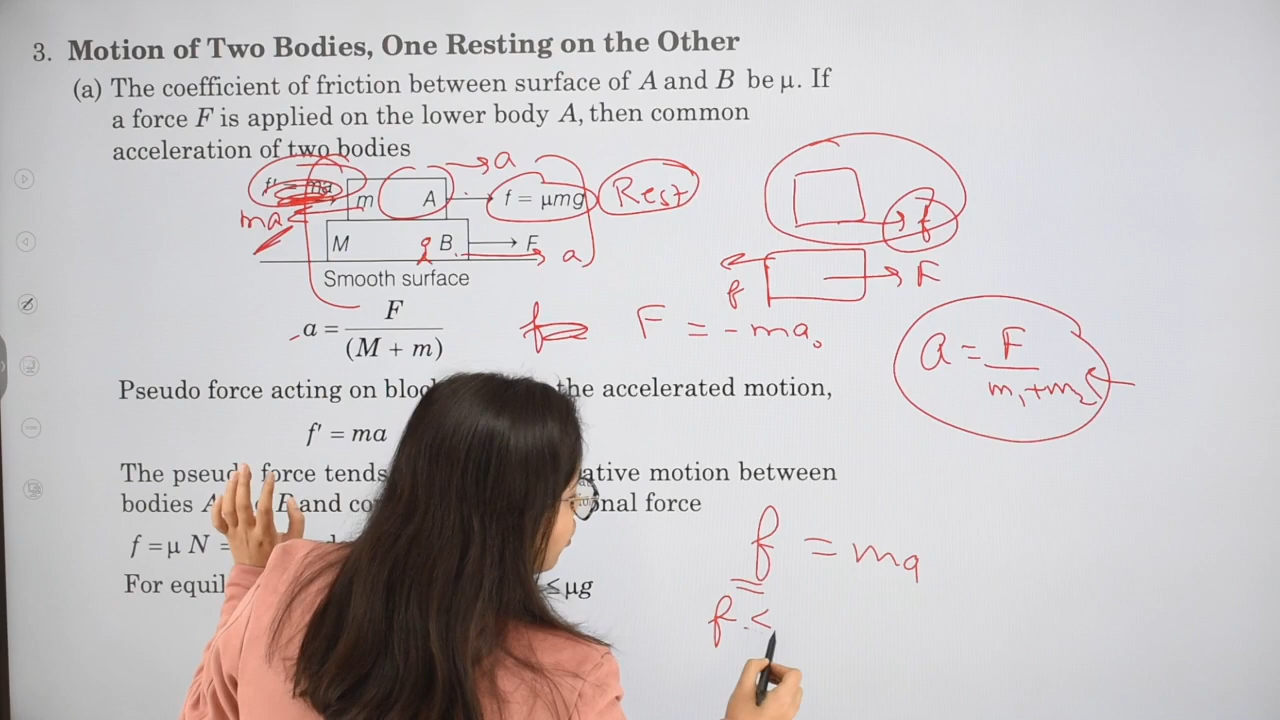 3. Motion of Two Bodies, One Resting on the Other
(a) The coefficient of friction between surface of A and B be μ. If
a force F is applied on the lower body A, then common
acceleration of two bodies
a
f' = ma
m A
f = μmg
Rest
f
ma
M B
F
a
f
F
Smooth surface
a = F / (M + m)
F = - ma₀
a = F / m₁+m₂
Pseudo force acting on bloc the accelerated motion,
f' = ma
The pseud force tends ative motion between
bodies A B and co onal force
f = μ N =
For equil ≤ μg
f = ma
f <